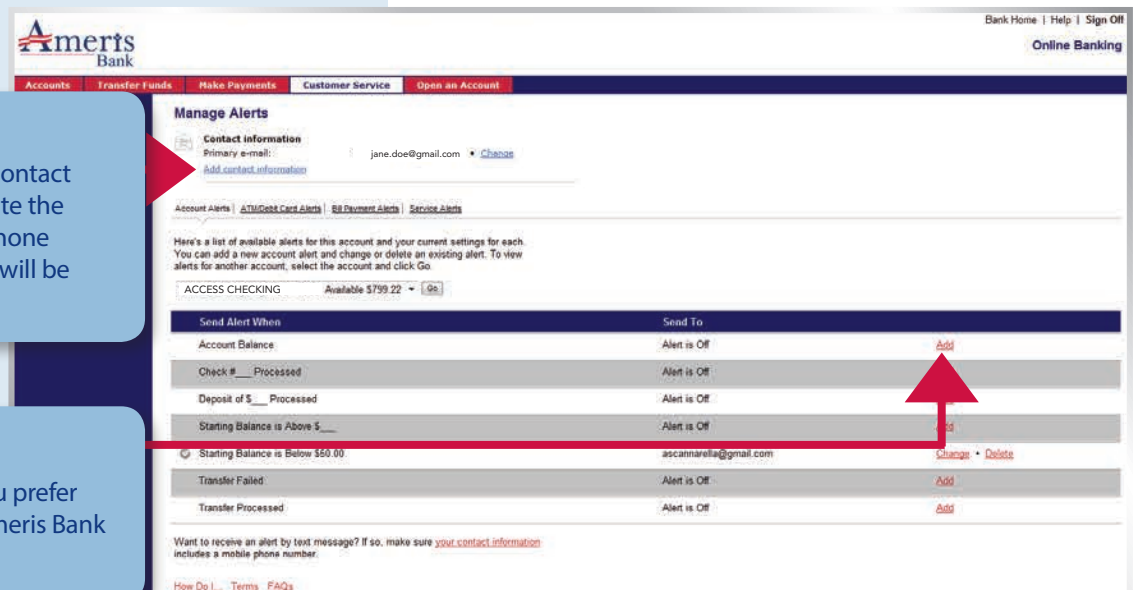 Bank Home | Help | Sign Off
Ameris
Bank
Online Banking
Accounts Transfer Funds Make Payments Customer Service Open an Account
Manage Alerts
Contact information
Primary e-mail: jane.doe@gmail.com • Change
Add contact information
ontact
te the
hone
will be
Account Alerts | ATM/Debit Card Alerts | Bill Payment Alerts | Service Alerts
Here's a list of available alerts for this account and your current settings for each.
You can add a new account alert and change or delete an existing alert. To view
alerts for another account, select the account and click Go.
ACCESS CHECKING Available $799.22 Go
Send Alert When Send To
Account Balance Alert is Off Add
Check #___ Processed Alert is Off
Deposit of $___ Processed Alert is Off
Starting Balance is Above $___ Alert is Off
Starting Balance is Below $50.00 ascannarella@gmail.com Change • Delete
Transfer Failed Alert is Off Add
Transfer Processed Alert is Off Add
u prefer
meris Bank
Want to receive an alert by text message? If so, make sure your contact information
includes a mobile phone number.
How Do I... Terms FAQs